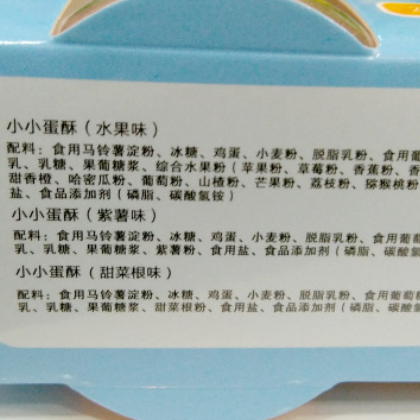 小小蛋酥（水果味）
配料：食用马铃薯淀粉、冰糖、鸡蛋、小麦粉、脱脂乳粉、食用葡
乳、乳糖、果葡糖浆、综合水果粉（苹果粉、草莓粉、香蕉粉、香
甜香橙、哈密瓜粉、葡萄粉、山楂粉、芒果粉、荔枝粉、猕猴桃
盐、食品添加剂（磷脂、碳酸氢铵）
小小蛋酥（紫薯味）
配料：食用马铃薯淀粉、冰糖、鸡蛋、小麦粉、脱脂乳粉、食用葡萄
乳、乳糖、果葡糖浆、紫薯粉、食用盐、食品添加剂（磷脂、碳酸氢
小小蛋酥（甜菜根味）
配料：食用马铃薯淀粉、冰糖、鸡蛋、小麦粉、脱脂乳粉、食用葡萄
乳、乳糖、果葡糖浆、甜菜根粉、食用盐、食品添加剂（磷脂、碳酸氢